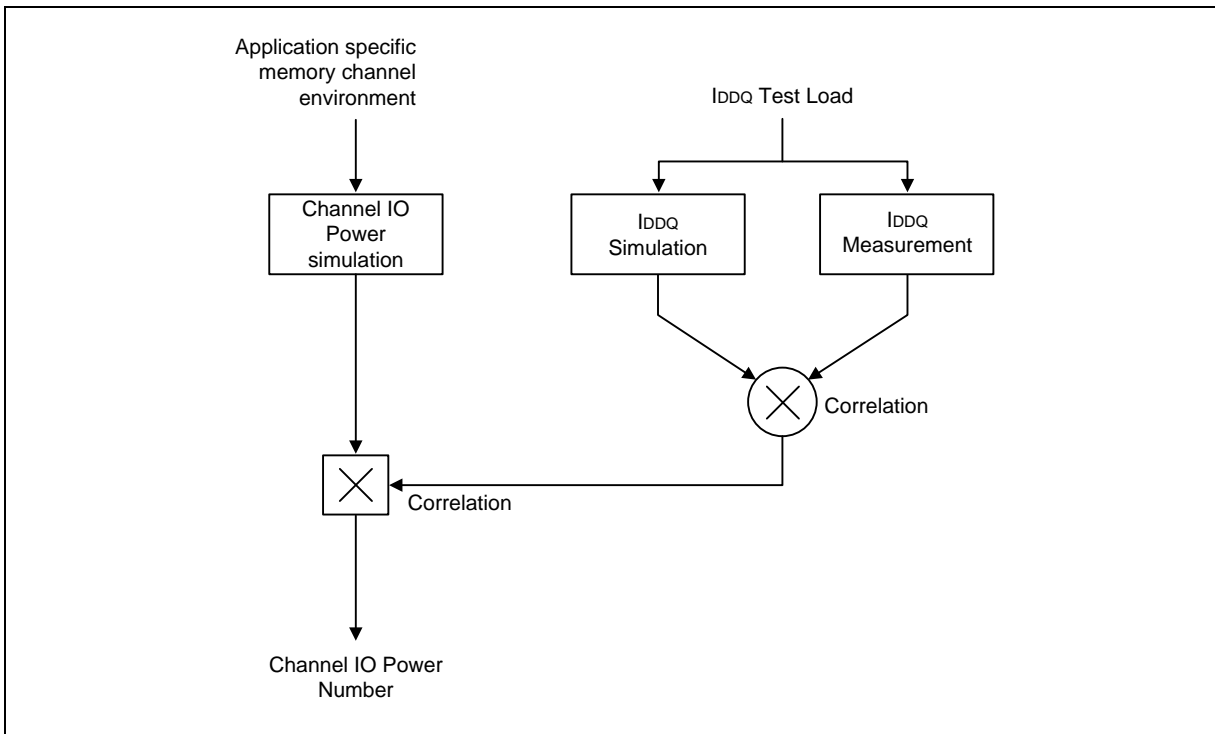 Application specific
memory channel
environment
IDDQ Test Load
Channel IO
Power
simulation
IDDQ
Simulation
IDDQ
Measurement
Correlation
Correlation
Channel IO Power
Number